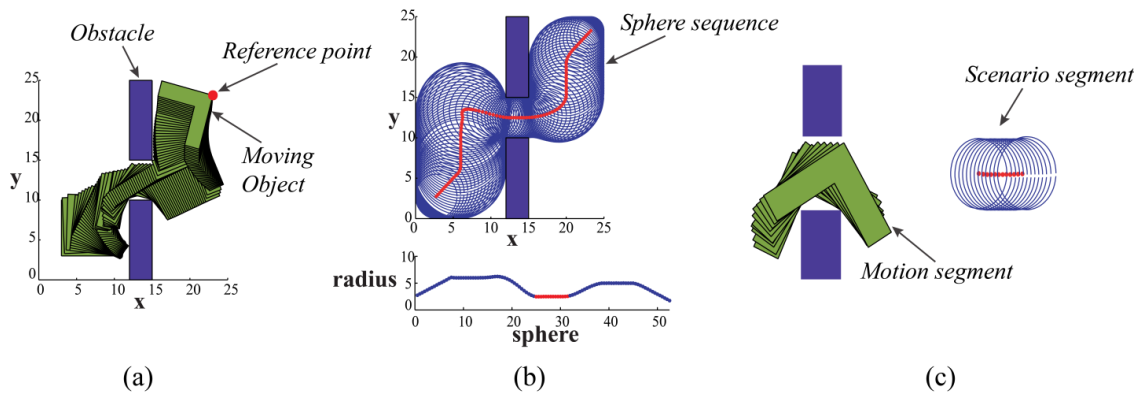 Obstacle
Reference point
Moving
Object
y
25
20
15
10
5
0
0 5 10 15 20 25
x
(a)
Sphere sequence
y
25
20
15
10
5
0
0 5 10 15 20 25
x
radius
10
5
0
0 10 20 30 40 50
sphere
(b)
Scenario segment
Motion segment
(c)